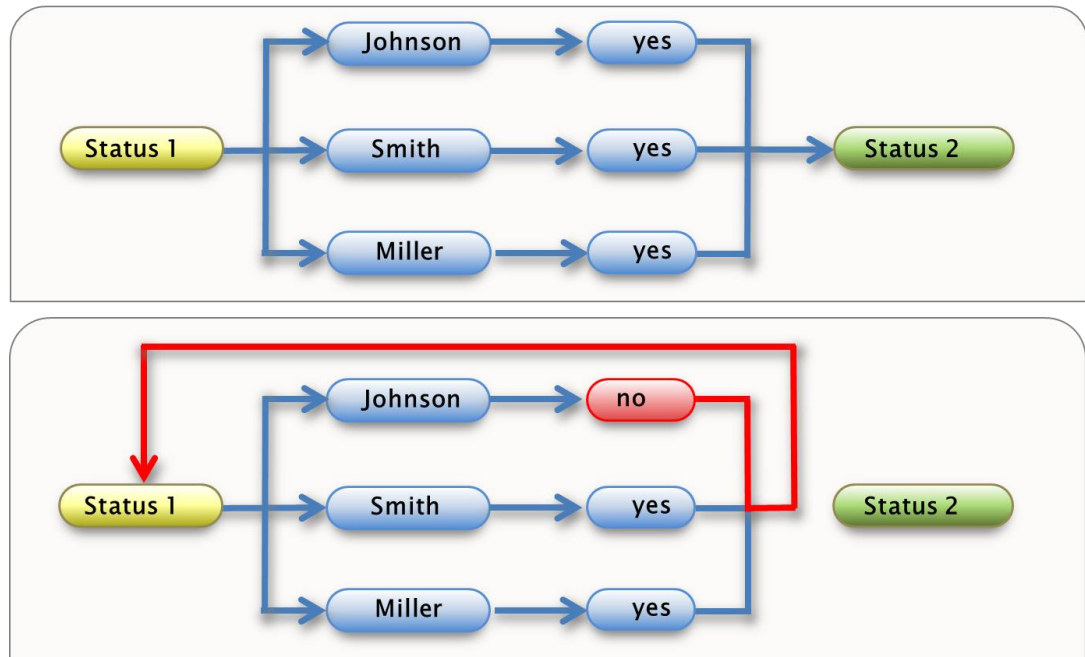 Johnson
yes
Status 1
Smith
yes
Status 2
Miller
yes
Johnson
no
Status 1
Smith
yes
Status 2
Miller
yes